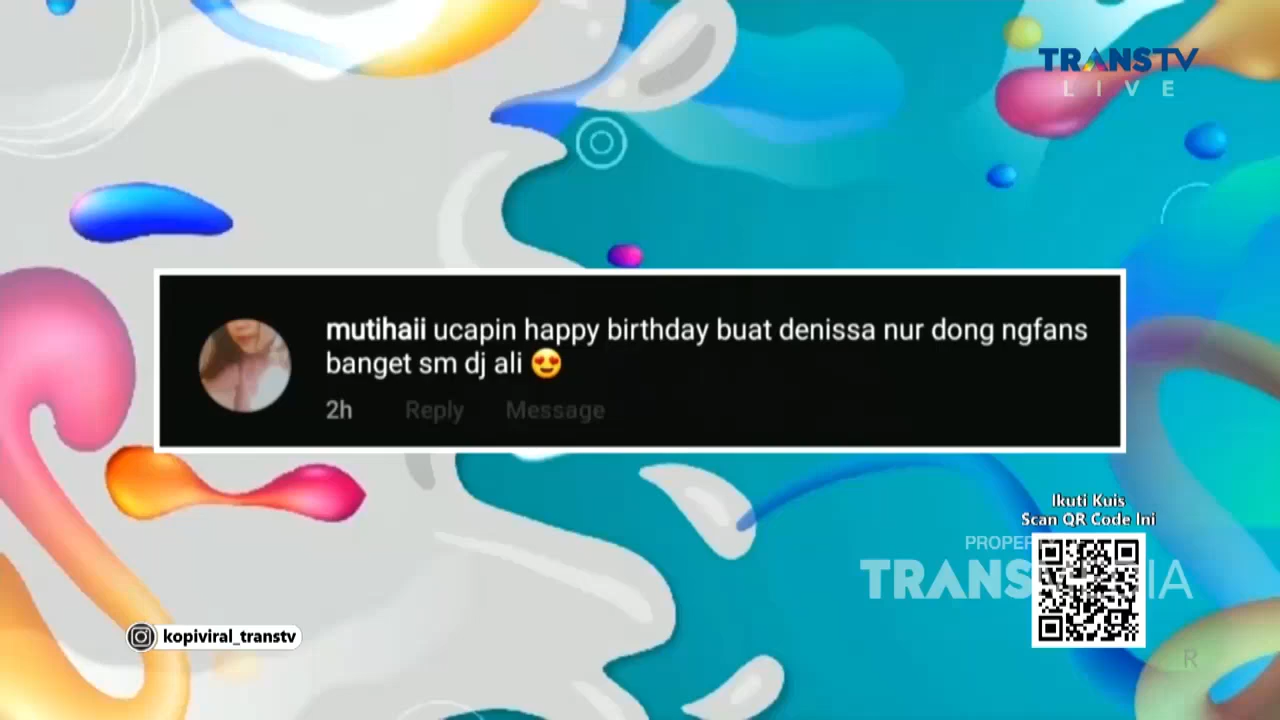 TRANSTV
LIVE
mutihaii ucapin happy birthday buat denissa nur dong ngfans
banget sm dj ali 😍
2h Reply Message
Ikuti Kuis
Scan QR Code Ini
TRANS
kopiviral_transtv
R